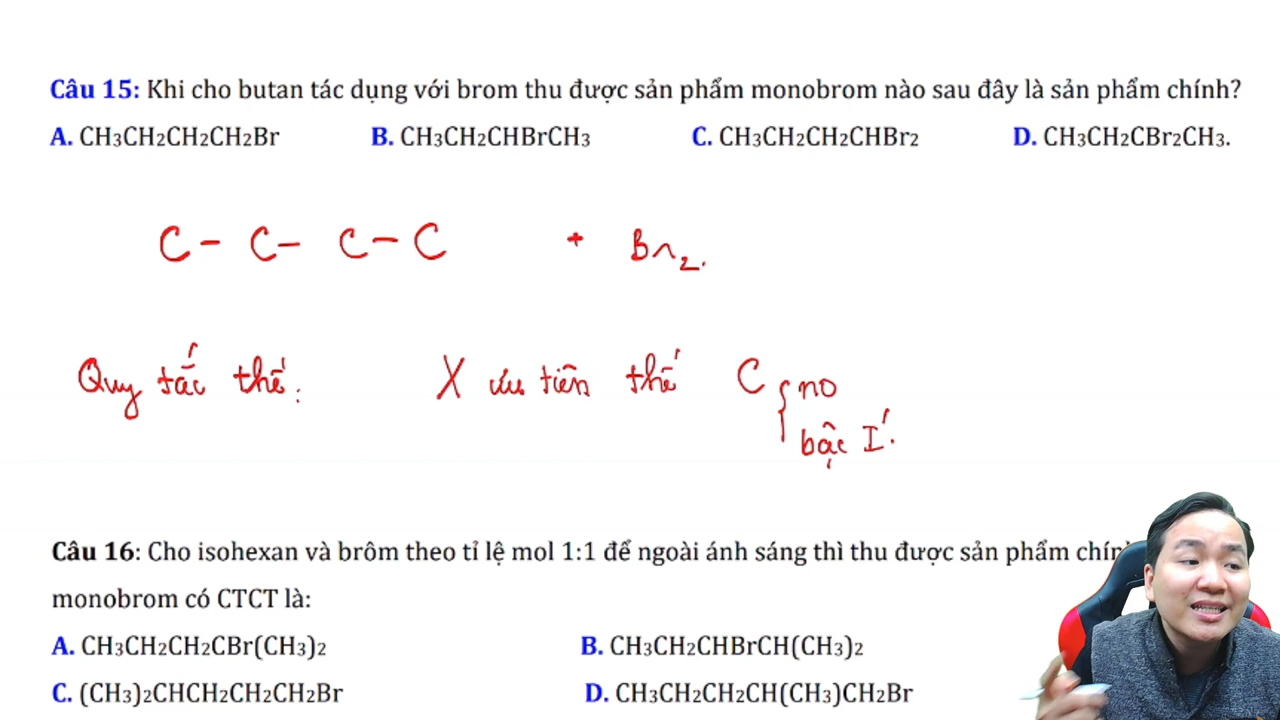 Câu 15: Khi cho butan tác dụng với brom thu được sản phẩm monobrom nào sau đây là sản phẩm chính?
A. CH3CH2CH2CH2Br B. CH3CH2CHBrCH3 C. CH3CH2CH2CHBr2 D. CH3CH2CBr2CH3.
C - C - C - C + Br2.
Quy tắc thế: X ưu tiên thế C { no
bậc I.
Câu 16: Cho isohexan và brôm theo tỉ lệ mol 1:1 để ngoài ánh sáng thì thu được sản phẩm
monobrom có CTCT là:
A. CH3CH2CH2CBr(CH3)2 B. CH3CH2CHBrCH(CH3)2
C. (CH3)2CHCH2CH2CH2Br D. CH3CH2CH2CH(CH3)CH2Br